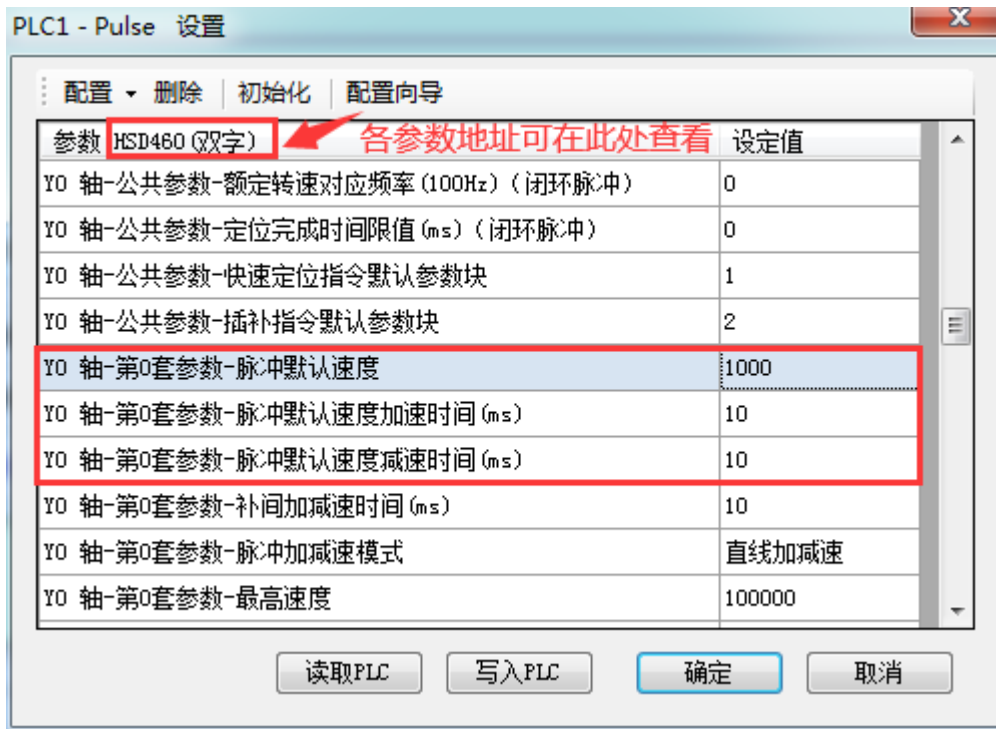 PLC1 - Pulse 设置
配置 删除 初始化 配置向导
参数 HSD460(双字) 各参数地址可在此处查看 设定值
Y0 轴-公共参数-额定转速对应频率(100Hz)(闭环脉冲) 0
Y0 轴-公共参数-定位完成时间限值(ms)(闭环脉冲) 0
Y0 轴-公共参数-快速定位指令默认参数块 1
Y0 轴-公共参数-插补指令默认参数块 2
Y0 轴-第0套参数-脉冲默认速度 1000
Y0 轴-第0套参数-脉冲默认速度加速时间(ms) 10
Y0 轴-第0套参数-脉冲默认速度减速时间(ms) 10
Y0 轴-第0套参数-补间加减速时间(ms) 10
Y0 轴-第0套参数-脉冲加减速模式 直线加减速
Y0 轴-第0套参数-最高速度 100000
读取PLC 写入PLC 确定 取消